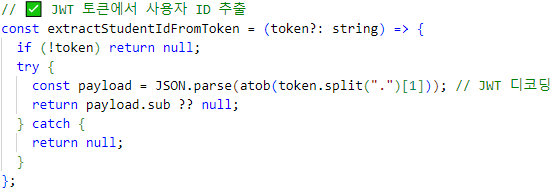 // ✅ JWT 토큰에서 사용자 ID 추출
const extractStudentIdFromToken = (token?: string) => {
  if (!token) return null;
  try {
    const payload = JSON.parse(atob(token.split(".")[1])); // JWT 디코딩
    return payload.sub ?? null;
  } catch {
    return null;
  }
};